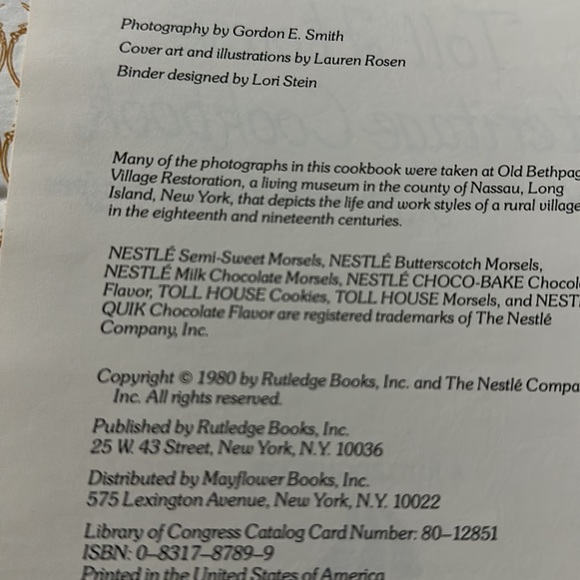 Photography by Gordon E. Smith
Cover art and illustrations by Lauren Rosen
Binder designed by Lori Stein
Many of the photographs in this cookbook were taken at Old Bethpag
Village Restoration, a living museum in the county of Nassau, Long
Island, New York, that depicts the life and work styles of a rural village
in the eighteenth and nineteenth centuries.
NESTLÉ Semi-Sweet Morsels, NESTLÉ Butterscotch Morsels,
NESTLÉ Milk Chocolate Morsels, NESTLÉ CHOCO-BAKE Chocol
Flavor, TOLL HOUSE Cookies, TOLL HOUSE Morsels, and NEST
QUIK Chocolate Flavor are registered trademarks of The Nestlé
Company, Inc.
Copyright © 1980 by Rutledge Books, Inc. and The Nestlé Compa
Inc. All rights reserved.
Published by Rutledge Books, Inc.
25 W. 43 Street, New York, N.Y. 10036
Distributed by Mayflower Books, Inc.
575 Lexington Avenue, New York, N.Y. 10022
Library of Congress Catalog Card Number: 80–12851
ISBN: 0–8317–8789–9
Printed in the United States of America